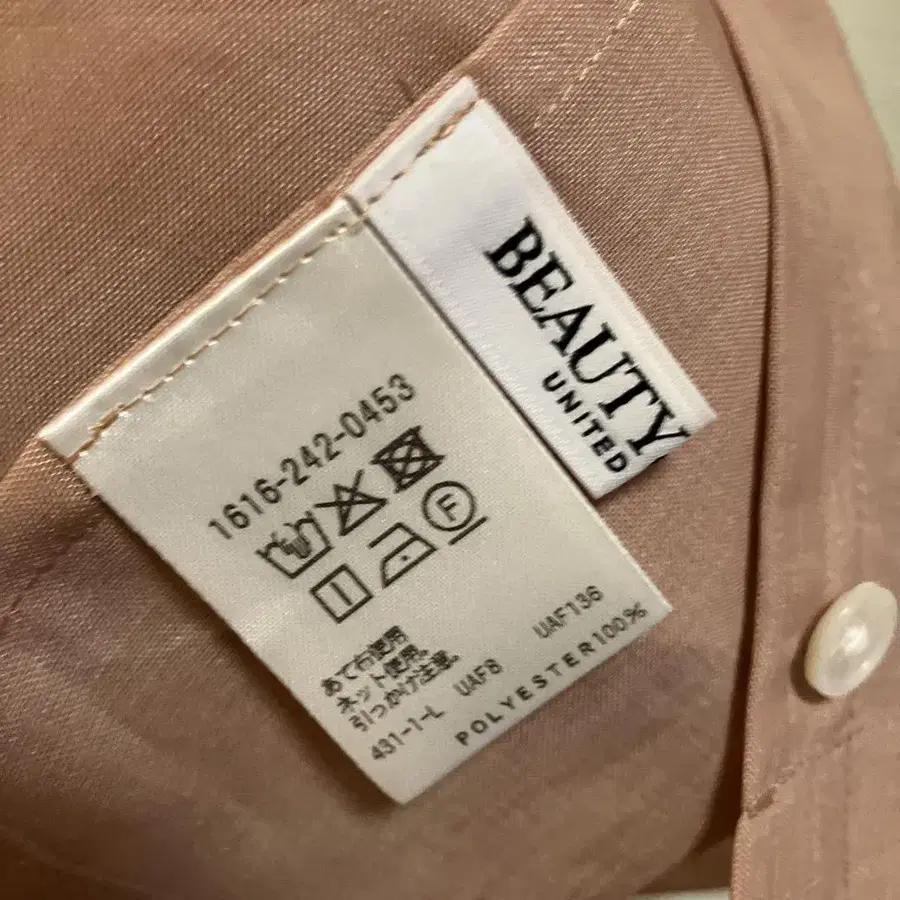 BEAUTY
UNITED
1616-242-0453
F
あて布使用
ネット使用。
引っかけ注意。
431-1-L UAF8 UAF136
POLYESTER100%